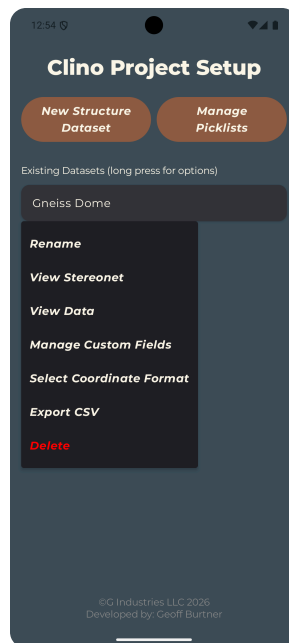 12:54
Clino Project Setup
New Structure
Dataset
Manage
Picklists
Existing Datasets (long press for options)
Gneiss Dome
Rename
View Stereonet
View Data
Manage Custom Fields
Select Coordinate Format
Export CSV
Delete
©G Industries LLC 2026
Developed by: Geoff Burtner